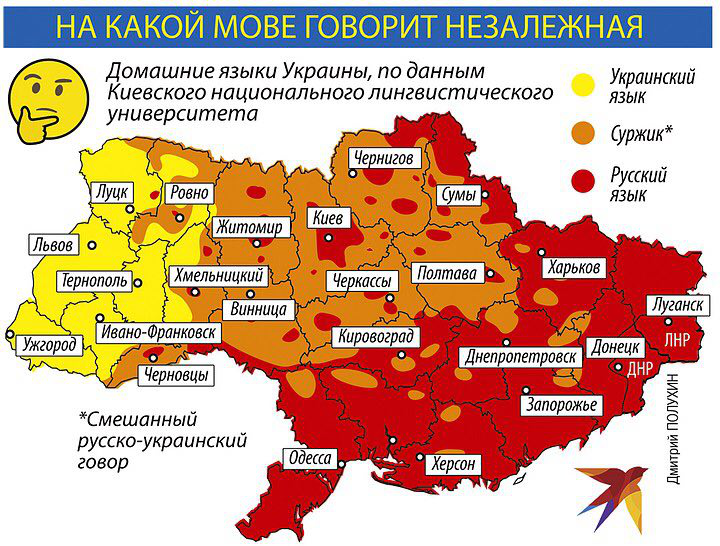 НА КАКОЙ МОВЕ ГОВОРИТ НЕЗАЛЕЖНАЯ
Домашние языки Украины, по данным
Киевского национального лингвистического
университета
Украинский
язык
Суржик*
Русский
язык
Чернигов
Луцк
Ровно
Сумы
Киев
Житомир
Львов
Харьков
Тернополь
Хмельницкий
Черкассы
Полтава
Винница
Луганск
Ивано-Франковск
Ужгород
Кировоград
ЛНР
Днепропетровск
Донецк
ДНР
Черновцы
Запорожье
*Смешанный
русско-украинский
говор
Одесса
Херсон
Дмитрий ПОЛУХИН